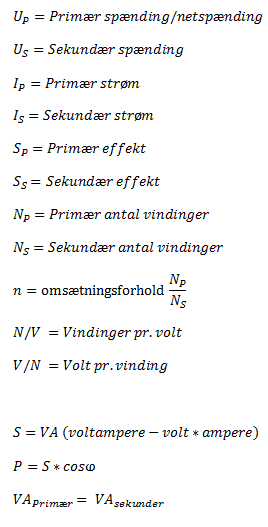 U_P = Primær spænding/netspænding
U_S = Sekundær spænding
I_P = Primær strøm
I_S = Sekundær strøm
S_P = Primær effekt
S_S = Sekundær effekt
N_P = Primær antal vindinger
N_S = Sekundær antal vindinger
n = omsætningsforhold N_P/N_S
N/V = Vindinger pr. volt
V/N = Volt pr. vinding
S = VA (voltampere − volt ∗ ampere)
P = S ∗ cosω
VA_Primær = VA_sekunder